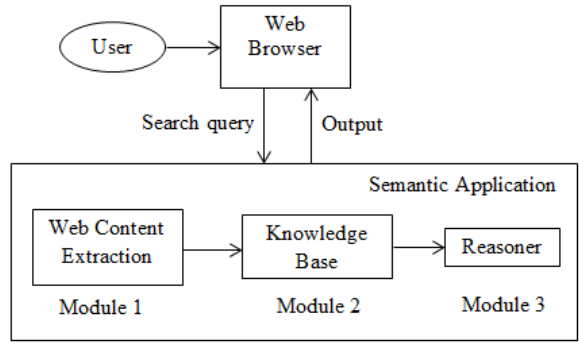 User
Web
Browser
Search query
Output
Semantic Application
Web Content
Extraction
Knowledge
Base
Reasoner
Module 1
Module 2
Module 3